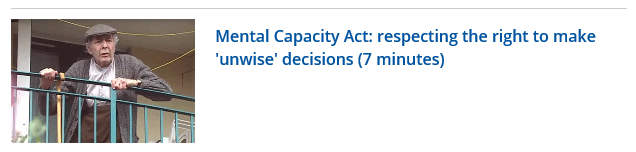 Mental Capacity Act: respecting the right to make
'unwise' decisions (7 minutes)